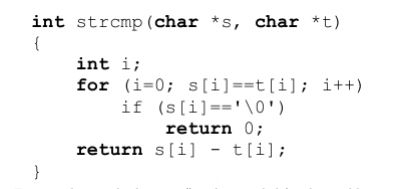 int strcmp(char *s, char *t)
{
int i;
for (i=0; s[i]==t[i]; i++)
if (s[i]=='\0')
return 0;
return s[i] - t[i];
}